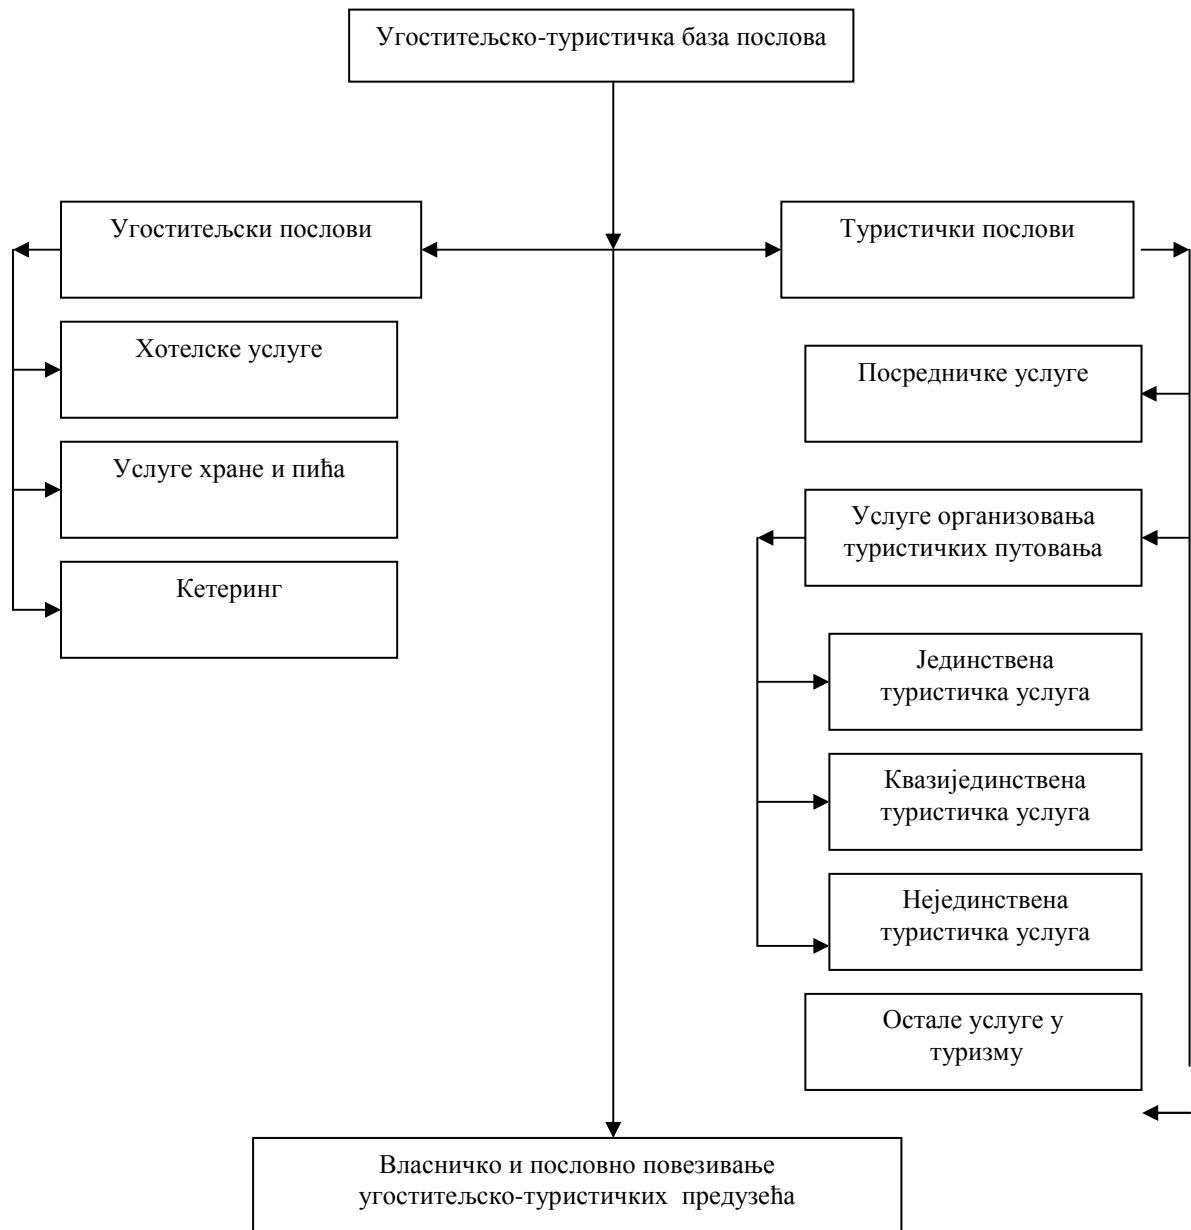 Угоститељско-туристичка база послова
Угоститељски послови
Туристички послови
Хотелске услуге
Посредничке услуге
Услуге хране и пића
Услуге организовања
туристичких путовања
Кетеринг
Јединствена
туристичка услуга
Квазијединствена
туристичка услуга
Нејединствена
туристичка услуга
Остале услуге у
туризму
Власничко и пословно повезивање
угоститељско-туристичких предузећа